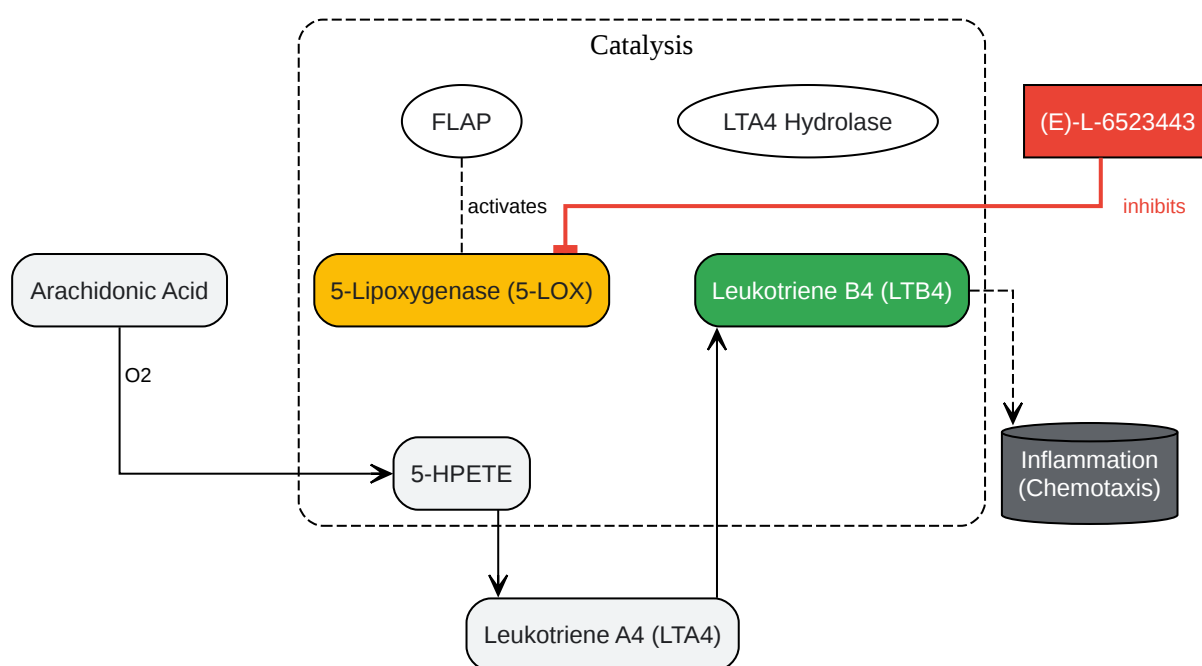 Catalysis
FLAP
LTA4 Hydrolase
(E)-L-6523443
activates
inhibits
Arachidonic Acid
5-Lipoxygenase (5-LOX)
Leukotriene B4 (LTB4)
O2
5-HPETE
Inflammation
(Chemotaxis)
Leukotriene A4 (LTA4)